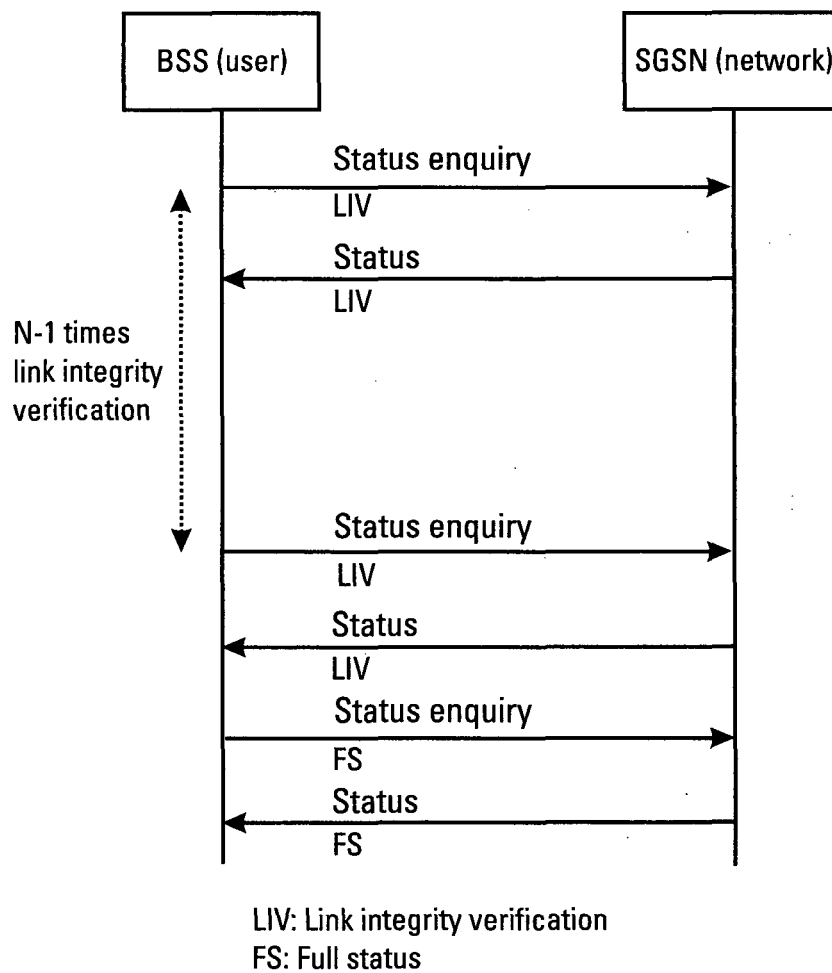 BSS (user)
SGSN (network)
Status enquiry
LIV
Status
LIV
N-1 times
link integrity
verification
Status enquiry
LIV
Status
LIV
Status enquiry
FS
Status
FS
LIV: Link integrity verification
FS: Full status